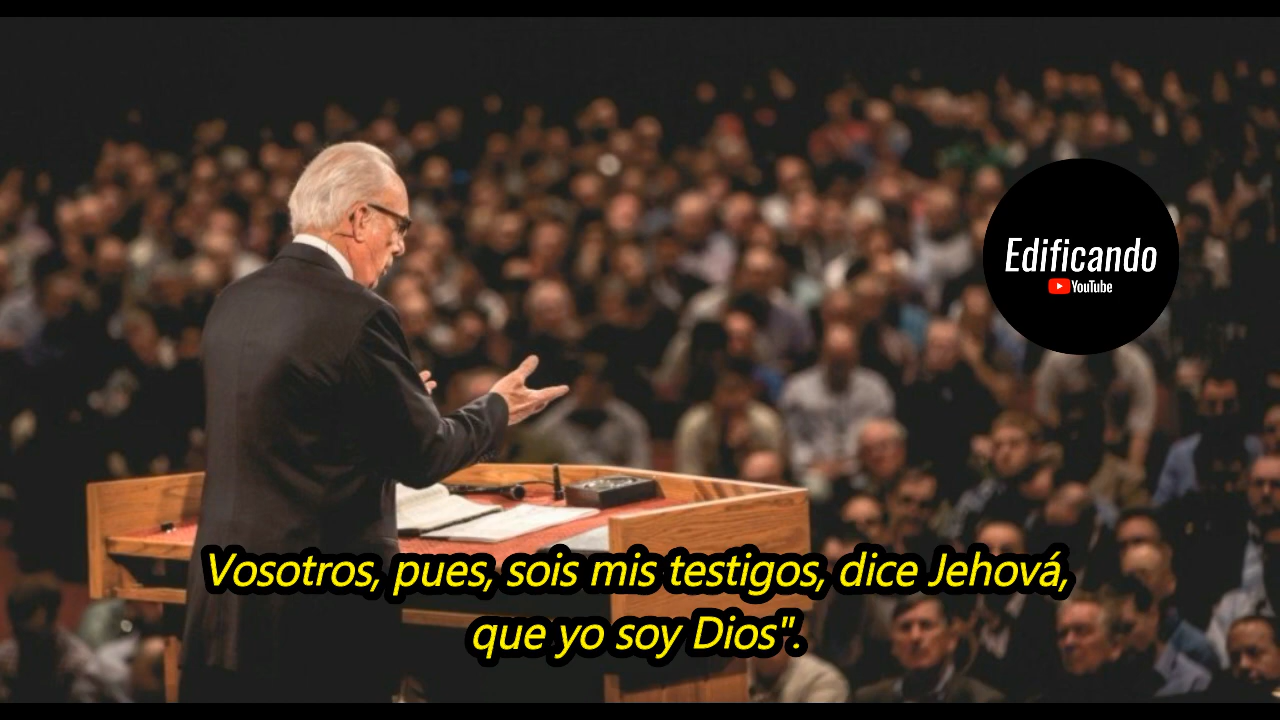 Edificando
YouTube
Vosotros, pues, sois mis testigos, dice Jehová,
que yo soy Dios".